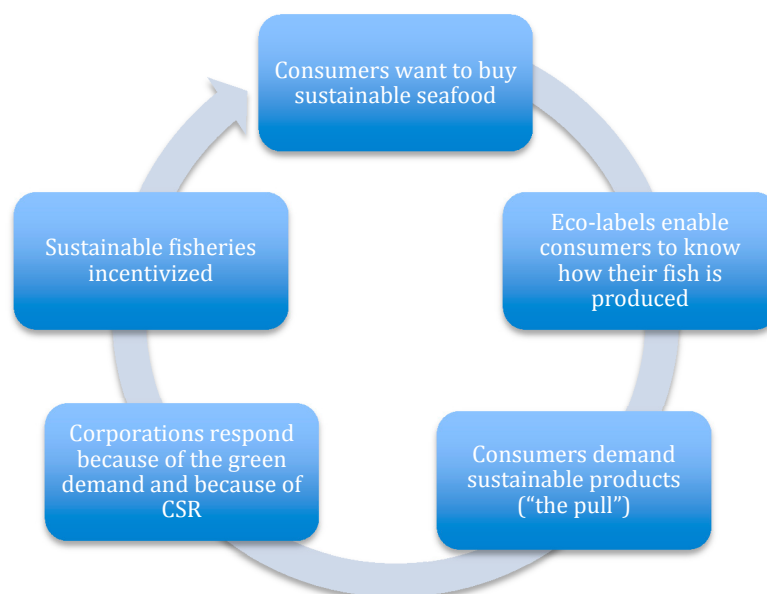 Consumers want to buy
sustainable seafood
Eco-labels enable
consumers to know
how their fish is
produced
Consumers demand
sustainable products
(“the pull”)
Corporations respond
because of the green
demand and because of
CSR
Sustainable fisheries
incentivized